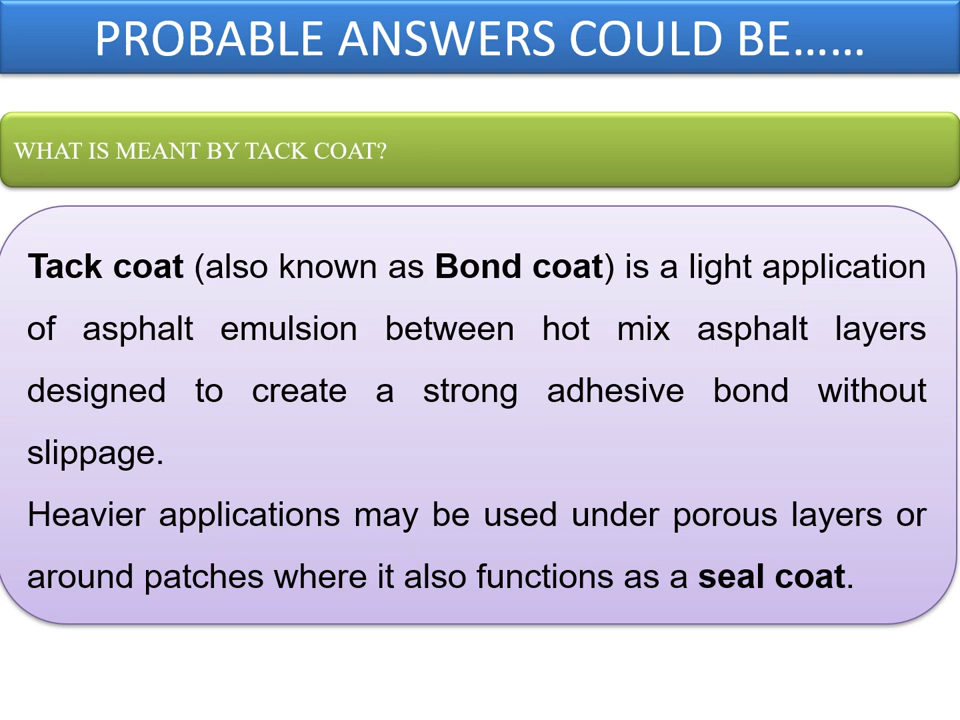 PROBABLE ANSWERS COULD BE......
WHAT IS MEANT BY TACK COAT?
Tack coat (also known as Bond coat) is a light application
of asphalt emulsion between hot mix asphalt layers
designed to create a strong adhesive bond without
slippage.
Heavier applications may be used under porous layers or
around patches where it also functions as a seal coat.